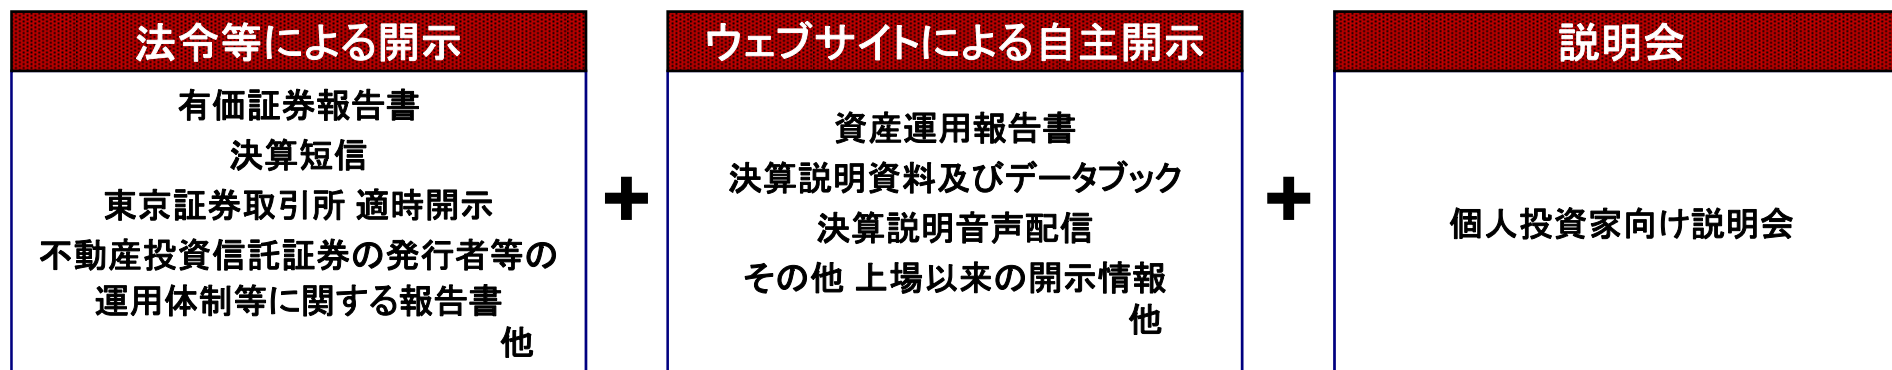 法令等による開示
有価証券報告書
決算短信
東京証券取引所 適時開示
不動産投資信託証券の発行者等の
運用体制等に関する報告書
他
+
ウェブサイトによる自主開示
資産運用報告書
決算説明資料及びデータブック
決算説明音声配信
その他 上場以来の開示情報
他
+
説明会
個人投資家向け説明会